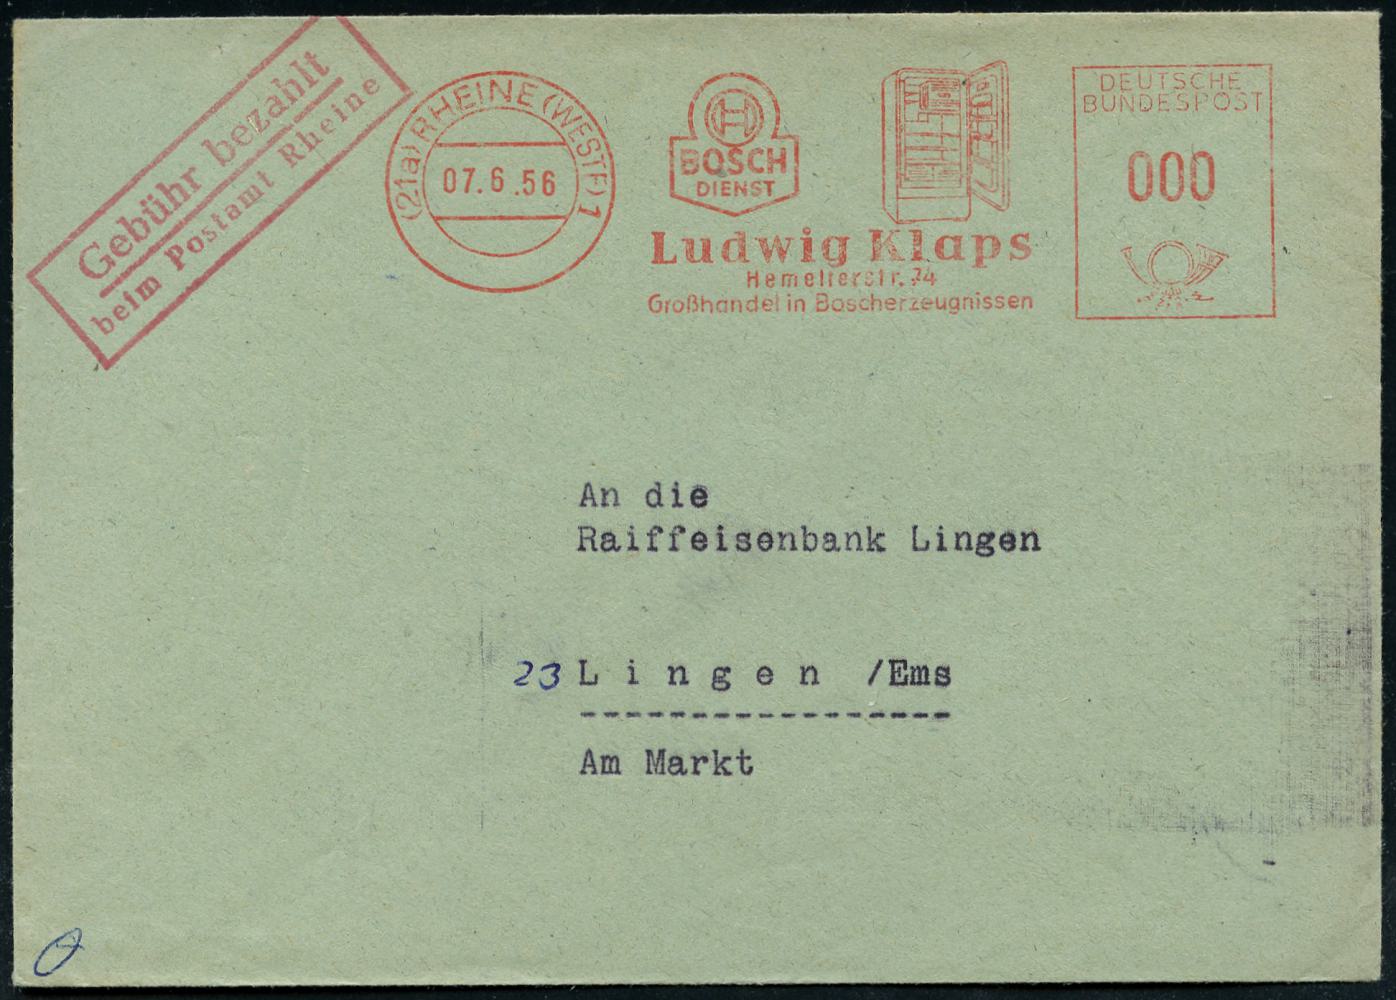 Gebühr bezahlt
beim Postamt Rheine
(21a) RHEINE (WESTF) 1
07.6.56
BOSCH
DIENST
Ludwig Klaps
Hemelterstr. 74
Großhandel in Boscherzeugnissen
DEUTSCHE
BUNDESPOST
000
An die
Raiffeisenbank Lingen
23 Lingen /Ems
Am Markt